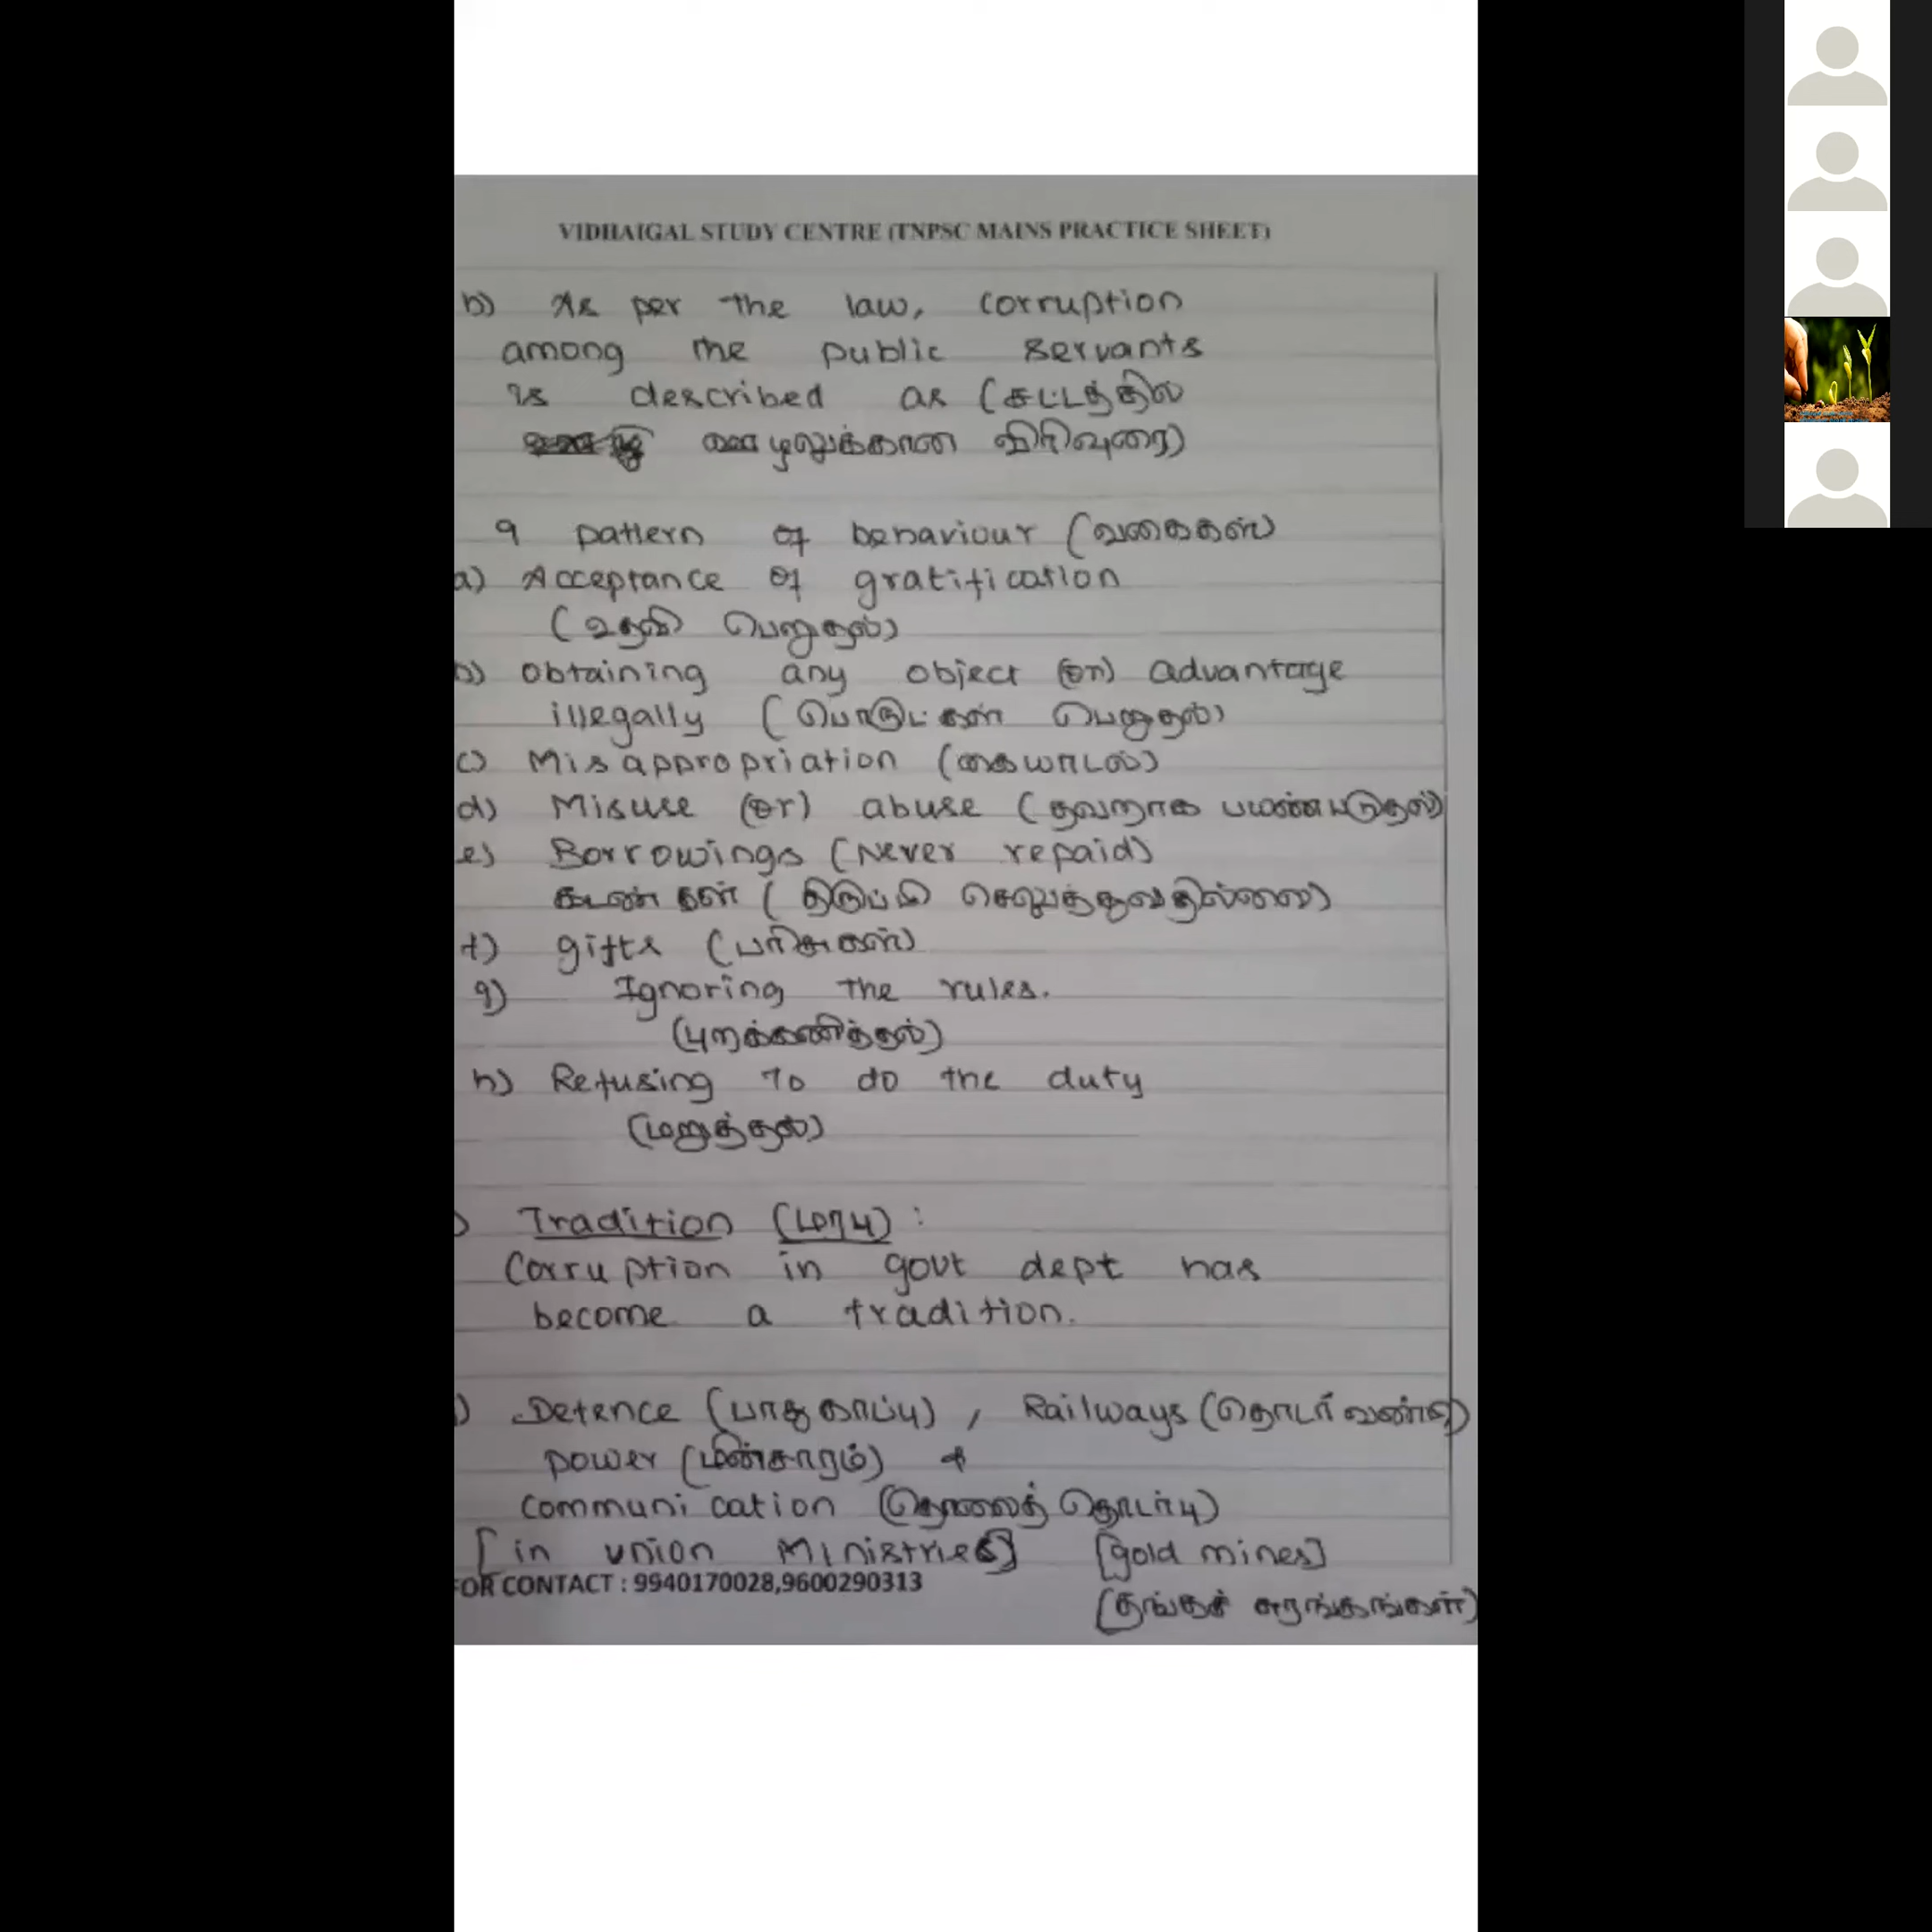 VIDHAIGAL STUDY CENTRE (TNPSC MAINS PRACTICE SHEET)
b) As per the law, corruption
among the public servants
is described as (சட்டத்தில
ஊழலுக்கான விரிவுரை)
9 pattern of behaviour (வகைகள்)
a) Acceptance of gratification
(உதவி பெறுதல்)
b) Obtaining any object (or) advantage
illegally (பொருட்கள் பெறுதல்)
c) Misappropriation (கையாடல்)
d) Misuse (or) abuse (தவறாக பயன்படுதல்)
e) Borrowings (Never repaid)
கடன்கள் (திருப்பி செலுத்துவதில்லை)
f) gifts (பரிசுகள்)
g) Ignoring the rules.
(புறக்கணித்தல்)
h) Refusing to do the duty
(மறுத்தல்)
Tradition (மரபு) :
Corruption in govt dept has
become a tradition.
Defence (பாதுகாப்பு) , Railways (தொடர் வண்டி)
power (மின்சாரம்) &
communication (தொலைத் தொடர்பு)
[in union Ministries] [gold mines]
FOR CONTACT : 9940170028,9600290313
(தங்கச் சுரங்கங்கள்)